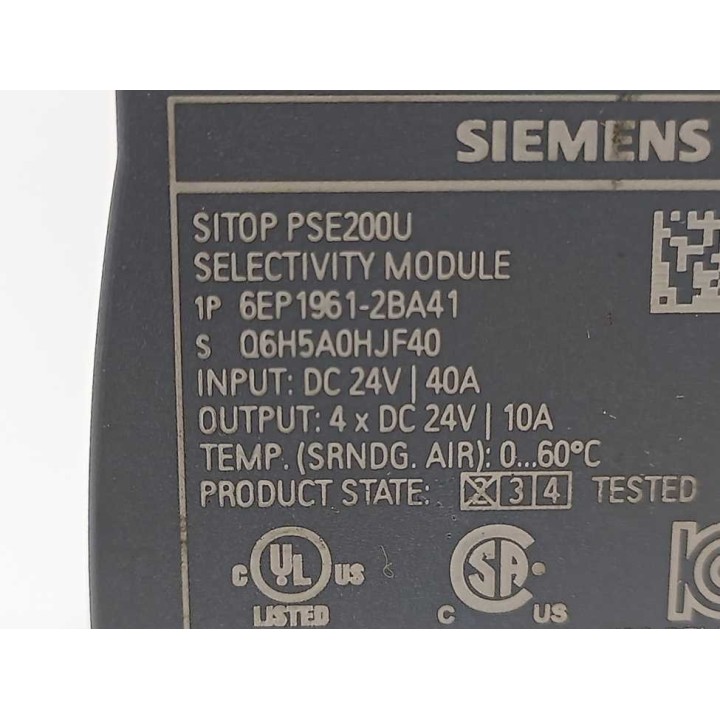 SIEMENS
SITOP PSE200U
SELECTIVITY MODULE
1P 6EP1961-2BA41
S Q6H5A0HJF40
INPUT: DC 24V | 40A
OUTPUT: 4 x DC 24V | 10A
TEMP. (SRNDG. AIR): 0...60°C
PRODUCT STATE: 2 3 4 TESTED
C UL US
LISTED
SA
C US